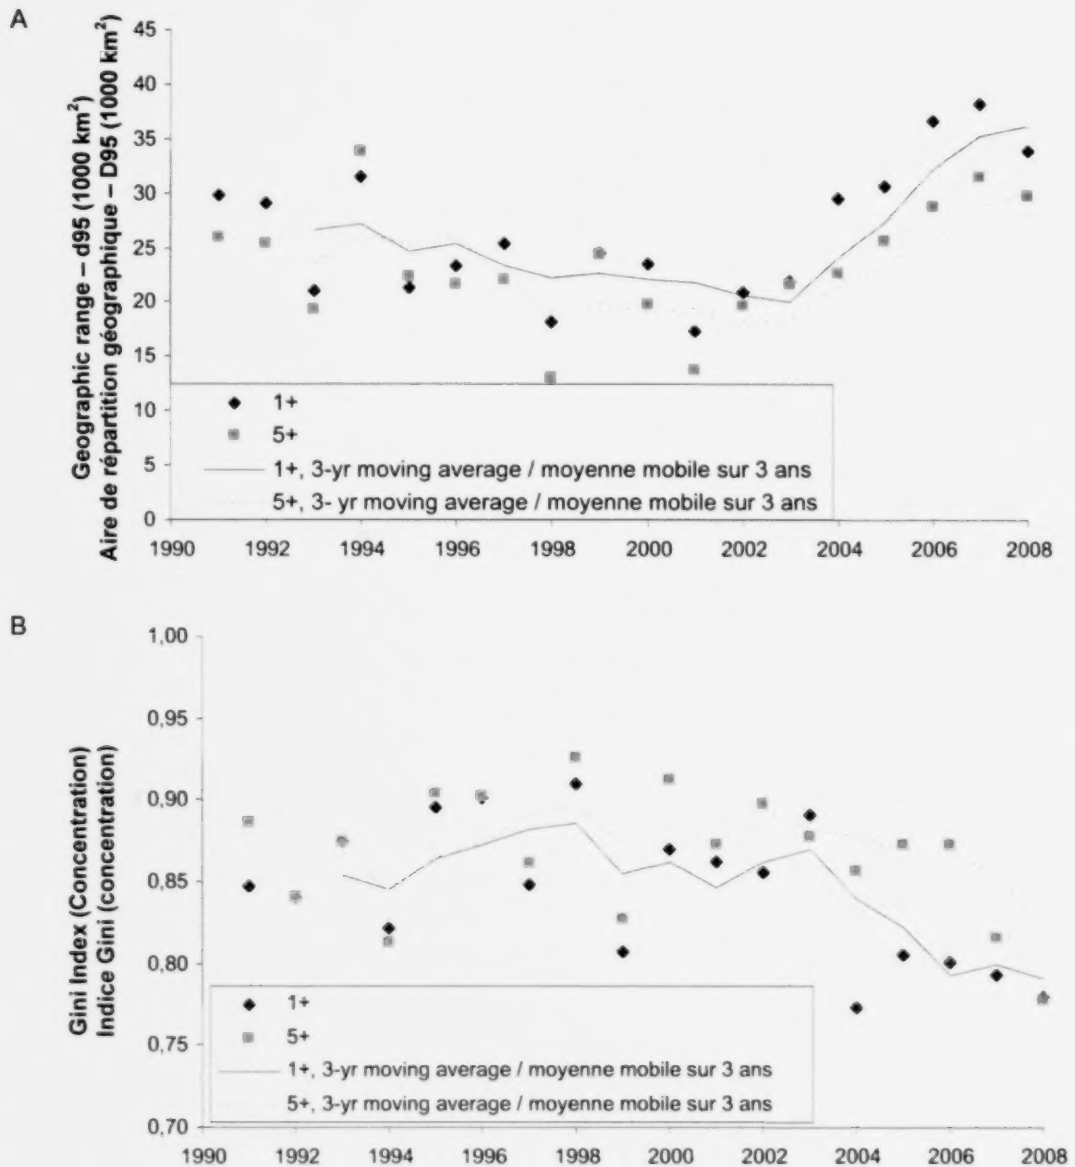 A
Geographic range – d95 (1000 km²)
Aire de répartition géographique – D95 (1000 km²)
45
40
35
30
25
20
15
10
5
0
1+
5+
1+, 3-yr moving average / moyenne mobile sur 3 ans
5+, 3- yr moving average / moyenne mobile sur 3 ans
1990 1992 1994 1996 1998 2000 2002 2004 2006 2008
B
Gini Index (Concentration)
Indice Gini (concentration)
1,00
0,95
0,90
0,85
0,80
0,75
0,70
1+
5+
1+, 3-yr moving average / moyenne mobile sur 3 ans
5+, 3-yr moving average / moyenne mobile sur 3 ans
1990 1992 1994 1996 1998 2000 2002 2004 2006 2008